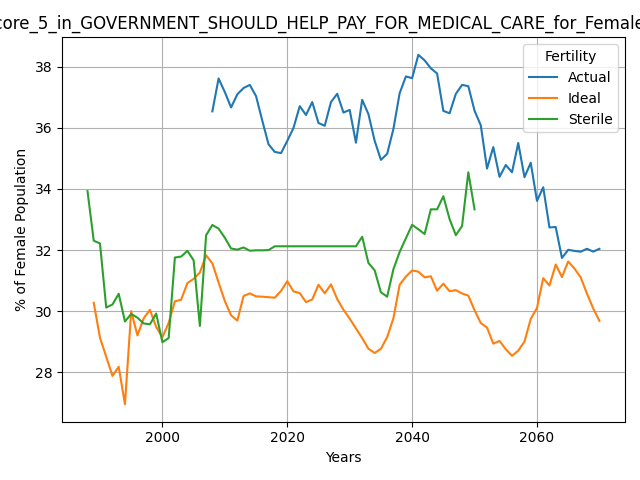 core_5_in_GOVERNMENT_SHOULD_HELP_PAY_FOR_MEDICAL_CARE_for_Female
Fertility
Actual
Ideal
Sterile
% of Female Population
38
36
34
32
30
28
2000
2020
2040
2060
Years